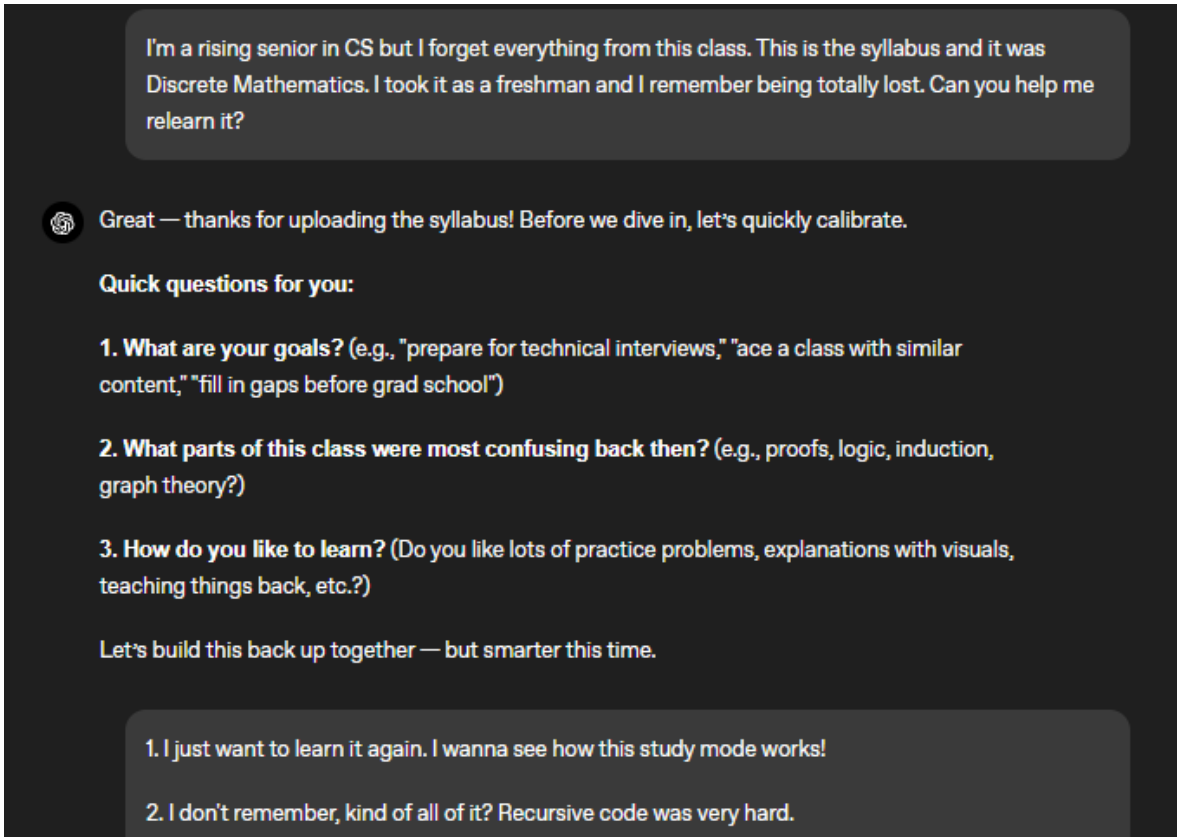 I'm a rising senior in CS but I forget everything from this class. This is the syllabus and it was
Discrete Mathematics. I took it as a freshman and I remember being totally lost. Can you help me
relearn it?
Great — thanks for uploading the syllabus! Before we dive in, let's quickly calibrate.
Quick questions for you:
1. What are your goals? (e.g., "prepare for technical interviews," "ace a class with similar
content," "fill in gaps before grad school")
2. What parts of this class were most confusing back then? (e.g., proofs, logic, induction,
graph theory?)
3. How do you like to learn? (Do you like lots of practice problems, explanations with visuals,
teaching things back, etc.?)
Let's build this back up together — but smarter this time.
1. I just want to learn it again. I wanna see how this study mode works!
2. I don't remember, kind of all of it? Recursive code was very hard.